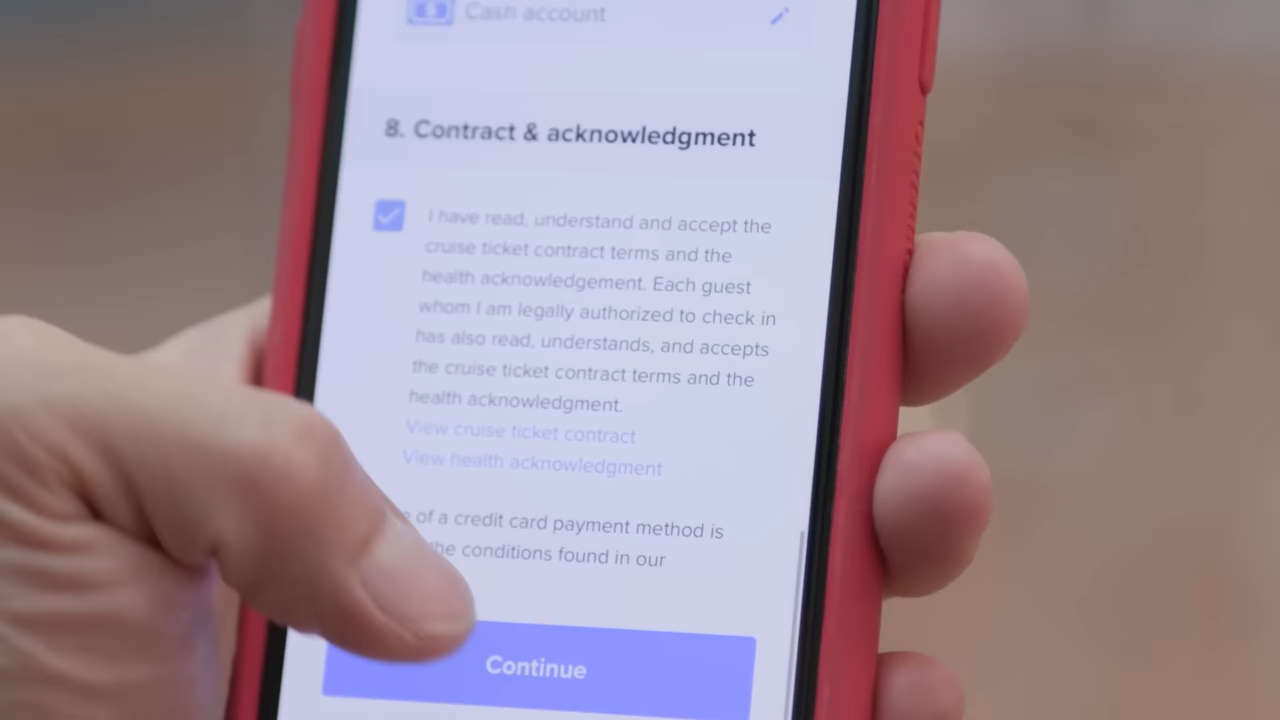 Cash account
8. Contract & acknowledgment
I have read, understand and accept the
cruise ticket contract terms and the
health acknowledgement. Each guest
whom I am legally authorized to check in
has also read, understands, and accepts
the cruise ticket contract terms and the
health acknowledgment.
View cruise ticket contract
View health acknowledgment
of a credit card payment method is
the conditions found in our
Continue